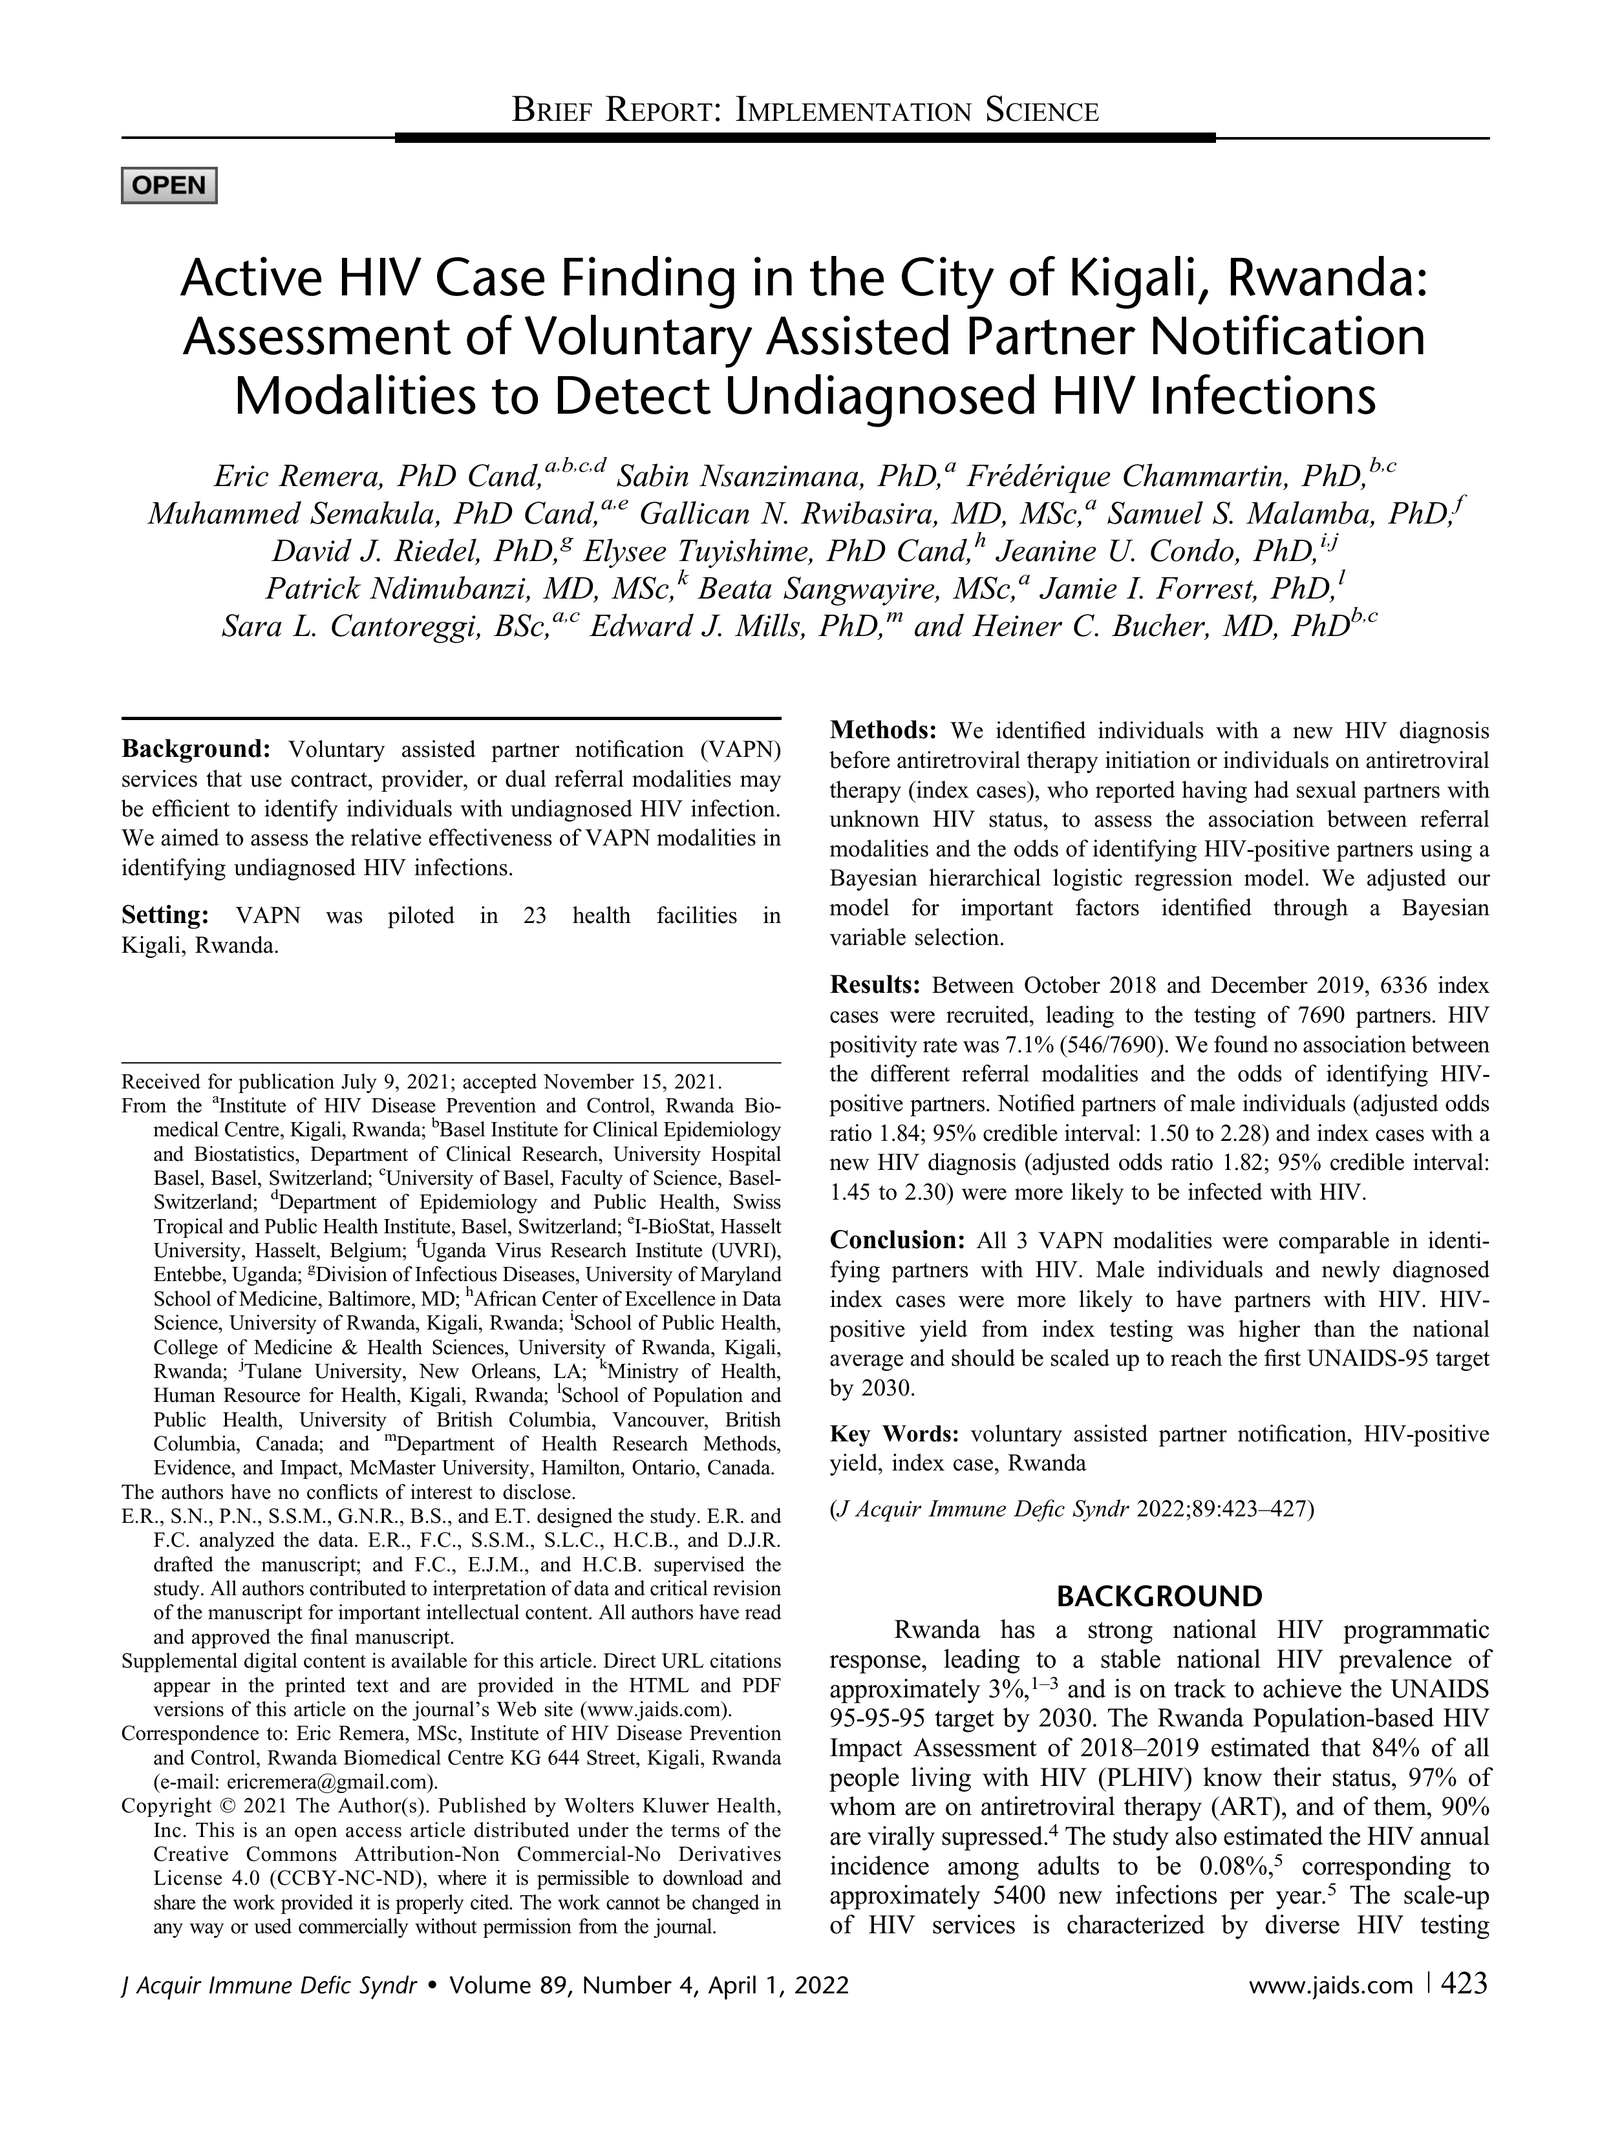 BRIEF REPORT: IMPLEMENTATION SCIENCE
OPEN
Active HIV Case Finding in the City of Kigali, Rwanda:
Assessment of Voluntary Assisted Partner Notification
Modalities to Detect Undiagnosed HIV Infections
Eric Remera, PhD Cand,a,b,c,d Sabin Nsanzimana, PhD,a Frédérique Chammartin, PhD,b,c
Muhammed Semakula, PhD Cand,a,e Gallican N. Rwibasira, MD, MSc,a Samuel S. Malamba, PhD,f
David J. Riedel, PhD,g Elysee Tuyishime, PhD Cand,h Jeanine U. Condo, PhD,i,j
Patrick Ndimubanzi, MD, MSc,k Beata Sangwayire, MSc,a Jamie I. Forrest, PhD,l
Sara L. Cantoreggi, BSc,a,c Edward J. Mills, PhD,m and Heiner C. Bucher, MD, PhDb,c
Background: Voluntary assisted partner notification (VAPN)
services that use contract, provider, or dual referral modalities may
be efficient to identify individuals with undiagnosed HIV infection.
We aimed to assess the relative effectiveness of VAPN modalities in
identifying undiagnosed HIV infections.
Setting: VAPN was piloted in 23 health facilities in
Kigali, Rwanda.
Received for publication July 9, 2021; accepted November 15, 2021.
From the aInstitute of HIV Disease Prevention and Control, Rwanda Bio-
medical Centre, Kigali, Rwanda; bBasel Institute for Clinical Epidemiology
and Biostatistics, Department of Clinical Research, University Hospital
Basel, Basel, Switzerland; cUniversity of Basel, Faculty of Science, Basel-
Switzerland; dDepartment of Epidemiology and Public Health, Swiss
Tropical and Public Health Institute, Basel, Switzerland; eI-BioStat, Hasselt
University, Hasselt, Belgium; fUganda Virus Research Institute (UVRI),
Entebbe, Uganda; gDivision of Infectious Diseases, University of Maryland
School of Medicine, Baltimore, MD; hAfrican Center of Excellence in Data
Science, University of Rwanda, Kigali, Rwanda; iSchool of Public Health,
College of Medicine & Health Sciences, University of Rwanda, Kigali,
Rwanda; jTulane University, New Orleans, LA; kMinistry of Health,
Human Resource for Health, Kigali, Rwanda; lSchool of Population and
Public Health, University of British Columbia, Vancouver, British
Columbia, Canada; and mDepartment of Health Research Methods,
Evidence, and Impact, McMaster University, Hamilton, Ontario, Canada.
The authors have no conflicts of interest to disclose.
E.R., S.N., P.N., S.S.M., G.N.R., B.S., and E.T. designed the study. E.R. and
F.C. analyzed the data. E.R., F.C., S.S.M., S.L.C., H.C.B., and D.J.R.
drafted the manuscript; and F.C., E.J.M., and H.C.B. supervised the
study. All authors contributed to interpretation of data and critical revision
of the manuscript for important intellectual content. All authors have read
and approved the final manuscript.
Supplemental digital content is available for this article. Direct URL citations
appear in the printed text and are provided in the HTML and PDF
versions of this article on the journal's Web site (www.jaids.com).
Correspondence to: Eric Remera, MSc, Institute of HIV Disease Prevention
and Control, Rwanda Biomedical Centre KG 644 Street, Kigali, Rwanda
(e-mail: ericremera@gmail.com).
Copyright © 2021 The Author(s). Published by Wolters Kluwer Health,
Inc. This is an open access article distributed under the terms of the
Creative Commons Attribution-Non Commercial-No Derivatives
License 4.0 (CCBY-NC-ND), where it is permissible to download and
share the work provided it is properly cited. The work cannot be changed in
any way or used commercially without permission from the journal.
Methods: We identified individuals with a new HIV diagnosis
before antiretroviral therapy initiation or individuals on antiretroviral
therapy (index cases), who reported having had sexual partners with
unknown HIV status, to assess the association between referral
modalities and the odds of identifying HIV-positive partners using a
Bayesian hierarchical logistic regression model. We adjusted our
model for important factors identified through a Bayesian
variable selection.
Results: Between October 2018 and December 2019, 6336 index
cases were recruited, leading to the testing of 7690 partners. HIV
positivity rate was 7.1% (546/7690). We found no association between
the different referral modalities and the odds of identifying HIV-
positive partners. Notified partners of male individuals (adjusted odds
ratio 1.84; 95% credible interval: 1.50 to 2.28) and index cases with a
new HIV diagnosis (adjusted odds ratio 1.82; 95% credible interval:
1.45 to 2.30) were more likely to be infected with HIV.
Conclusion: All 3 VAPN modalities were comparable in identi-
fying partners with HIV. Male individuals and newly diagnosed
index cases were more likely to have partners with HIV. HIV-
positive yield from index testing was higher than the national
average and should be scaled up to reach the first UNAIDS-95 target
by 2030.
Key Words: voluntary assisted partner notification, HIV-positive
yield, index case, Rwanda
(J Acquir Immune Defic Syndr 2022;89:423–427)
BACKGROUND
Rwanda has a strong national HIV programmatic
response, leading to a stable national HIV prevalence of
approximately 3%,1–3 and is on track to achieve the UNAIDS
95-95-95 target by 2030. The Rwanda Population-based HIV
Impact Assessment of 2018–2019 estimated that 84% of all
people living with HIV (PLHIV) know their status, 97% of
whom are on antiretroviral therapy (ART), and of them, 90%
are virally supressed.4 The study also estimated the HIV annual
incidence among adults to be 0.08%,5 corresponding to
approximately 5400 new infections per year.5 The scale-up
of HIV services is characterized by diverse HIV testing
J Acquir Immune Defic Syndr • Volume 89, Number 4, April 1, 2022
www.jaids.com | 423